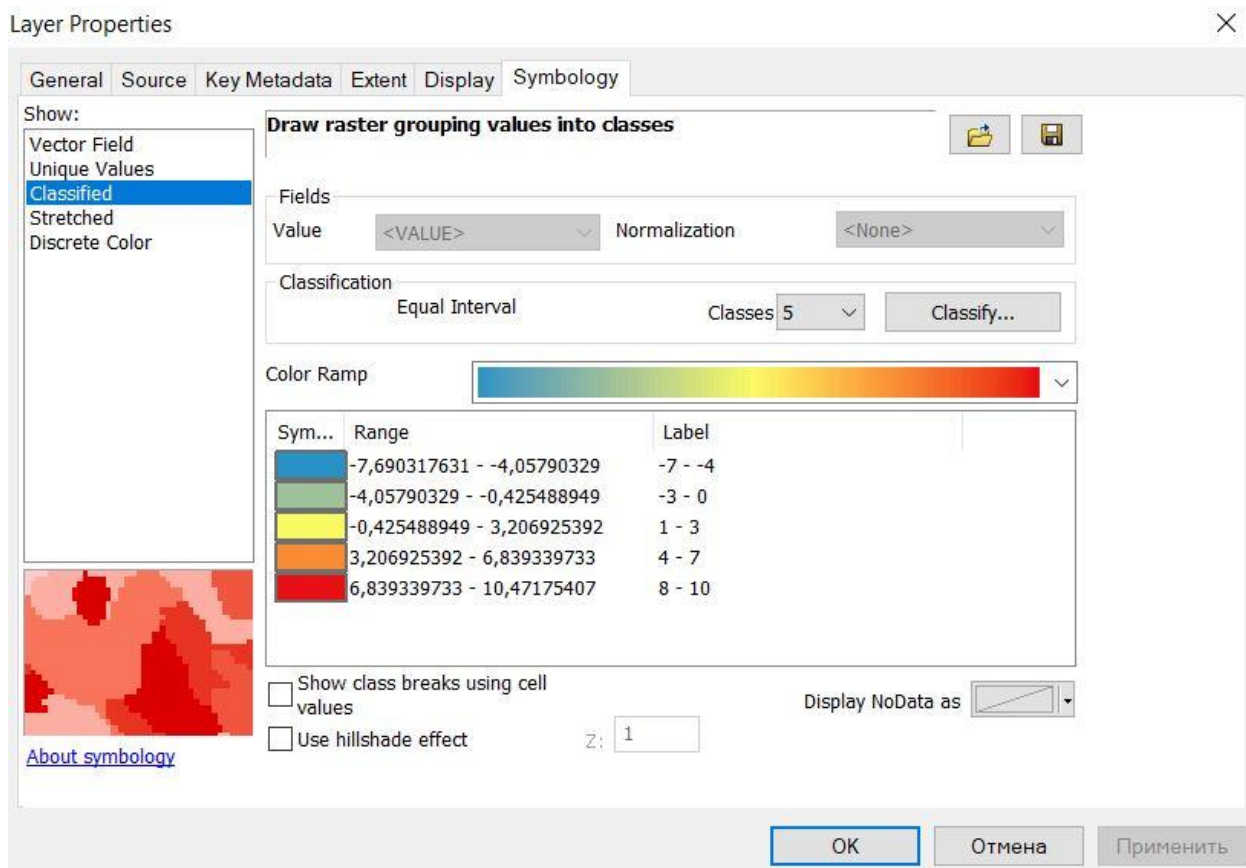 Layer Properties
General Source Key Metadata Extent Display Symbology
Show:
Vector Field
Unique Values
Classified
Stretched
Discrete Color
About symbology
Draw raster grouping values into classes
Fields
Value <VALUE> Normalization <None>
Classification
Equal Interval Classes 5 Classify...
Color Ramp
Sym... Range Label
-7,690317631 - -4,05790329 -7 - -4
-4,05790329 - -0,425488949 -3 - 0
-0,425488949 - 3,206925392 1 - 3
3,206925392 - 6,839339733 4 - 7
6,839339733 - 10,47175407 8 - 10
Show class breaks using cell
values
Display NoData as
Use hillshade effect Z: 1
OK Отмена Применить